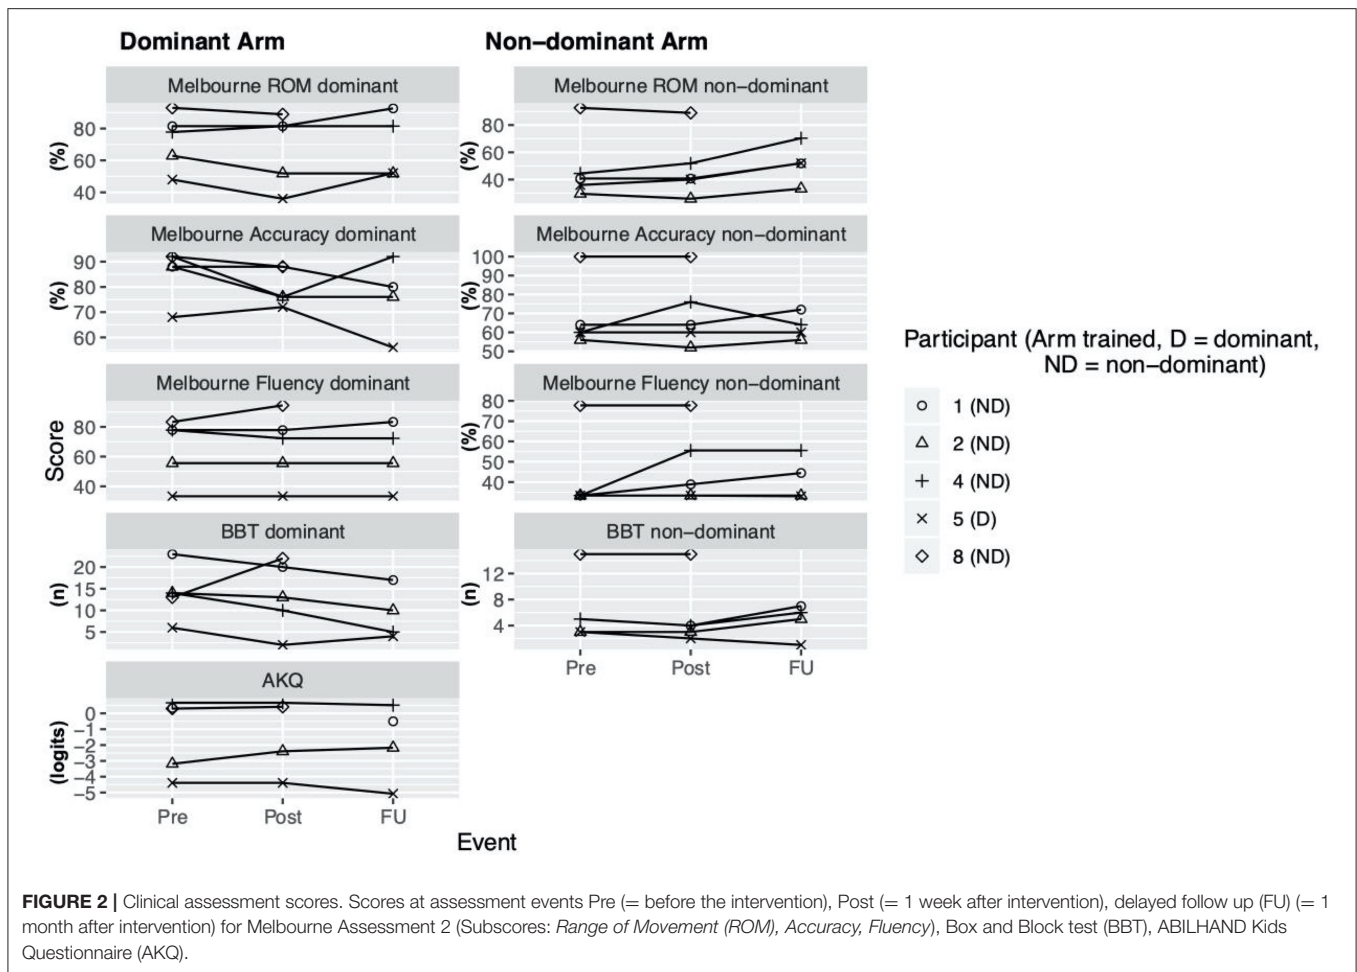 Dominant Arm
Non–dominant Arm
Melbourne ROM dominant
80
60
40
(%)
Melbourne ROM non–dominant
80
60
40
(%)
Melbourne Accuracy dominant
90
80
70
60
(%)
Melbourne Accuracy non–dominant
100
90
80
70
60
50
(%)
Melbourne Fluency dominant
80
60
40
Score
Melbourne Fluency non–dominant
80
70
60
50
40
(%)
BBT dominant
20
15
10
5
(n)
BBT non–dominant
12
8
4
(n)
Pre
Post
FU
AKQ
0
−1
−2
−3
−4
−5
(logits)
Pre
Post
FU
Event
Participant (Arm trained, D = dominant,
ND = non–dominant)
1 (ND)
2 (ND)
4 (ND)
5 (D)
8 (ND)
FIGURE 2 | Clinical assessment scores. Scores at assessment events Pre (= before the intervention), Post (= 1 week after intervention), delayed follow up (FU) (= 1
month after intervention) for Melbourne Assessment 2 (Subscores: Range of Movement (ROM), Accuracy, Fluency), Box and Block test (BBT), ABILHAND Kids
Questionnaire (AKQ).